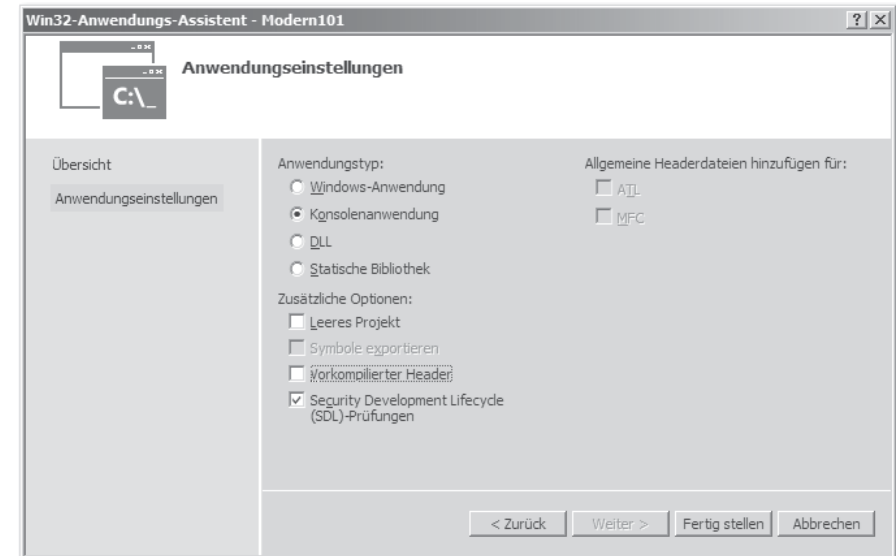 Win32-Anwendungs-Assistent - Modern101
Anwendungseinstellungen
C:\_
Übersicht
Anwendungseinstellungen
Anwendungstyp:
Windows-Anwendung
Konsolenanwendung
DLL
Statische Bibliothek
Zusätzliche Optionen:
Leeres Projekt
Symbole exportieren
Vorkompilierter Header
Security Development Lifecycle
(SDL)-Prüfungen
Allgemeine Headerdateien hinzufügen für:
ATL
MFC
< Zurück
Weiter >
Fertig stellen
Abbrechen